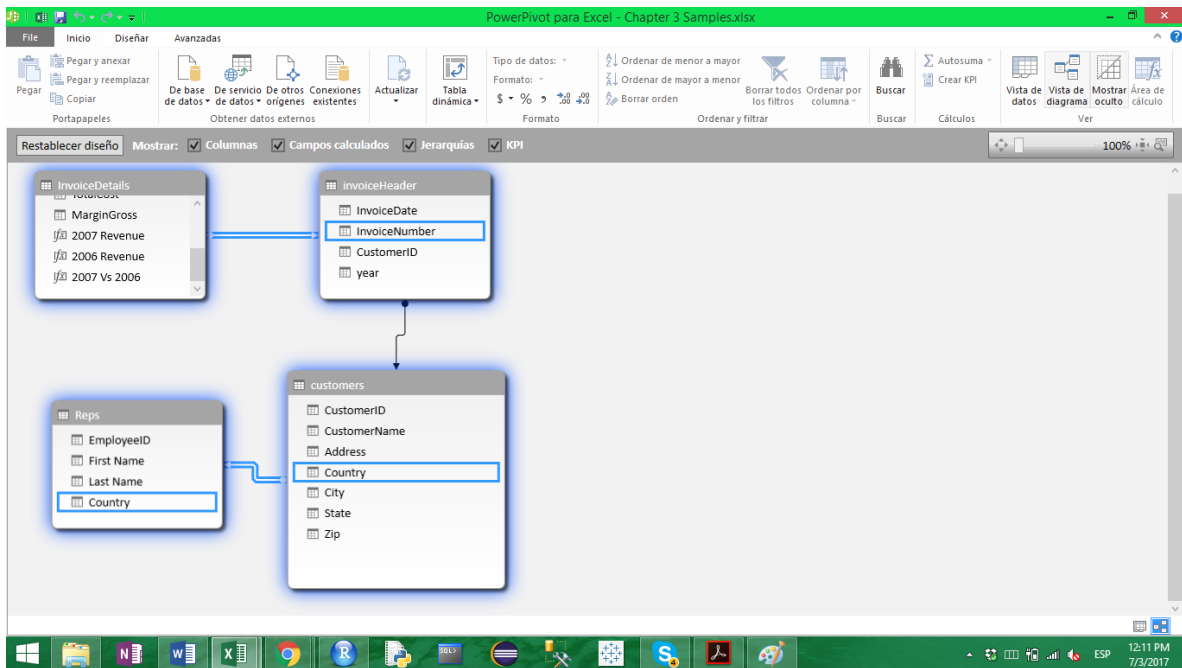 PowerPivot para Excel - Chapter 3 Samples.xlsx
File Inicio Diseñar Avanzadas
Pegar
Pegar y anexar
Pegar y reemplazar
Copiar
Portapapeles
De base de datos
De servicio de datos
De otros orígenes
Conexiones existentes
Obtener datos externos
Actualizar
Tabla dinámica
Tipo de datos:
Formato:
$ % , .00 .00
Formato
Ordenar de menor a mayor
Ordenar de mayor a menor
Borrar orden
Borrar todos los filtros
Ordenar por columna
Ordenar y filtrar
Buscar
Buscar
Autosuma
Crear KPI
Cálculos
Vista de datos
Vista de diagrama
Mostrar oculto
Área de cálculo
Ver
Restablecer diseño Mostrar: Columnas Campos calculados Jerarquías KPI 100%
InvoiceDetails
TotalCost
MarginGross
2007 Revenue
2006 Revenue
2007 Vs 2006
invoiceHeader
InvoiceDate
InvoiceNumber
CustomerID
year
customers
CustomerID
CustomerName
Address
Country
City
State
Zip
Reps
EmployeeID
First Name
Last Name
Country
ESP
12:11 PM
7/3/2017